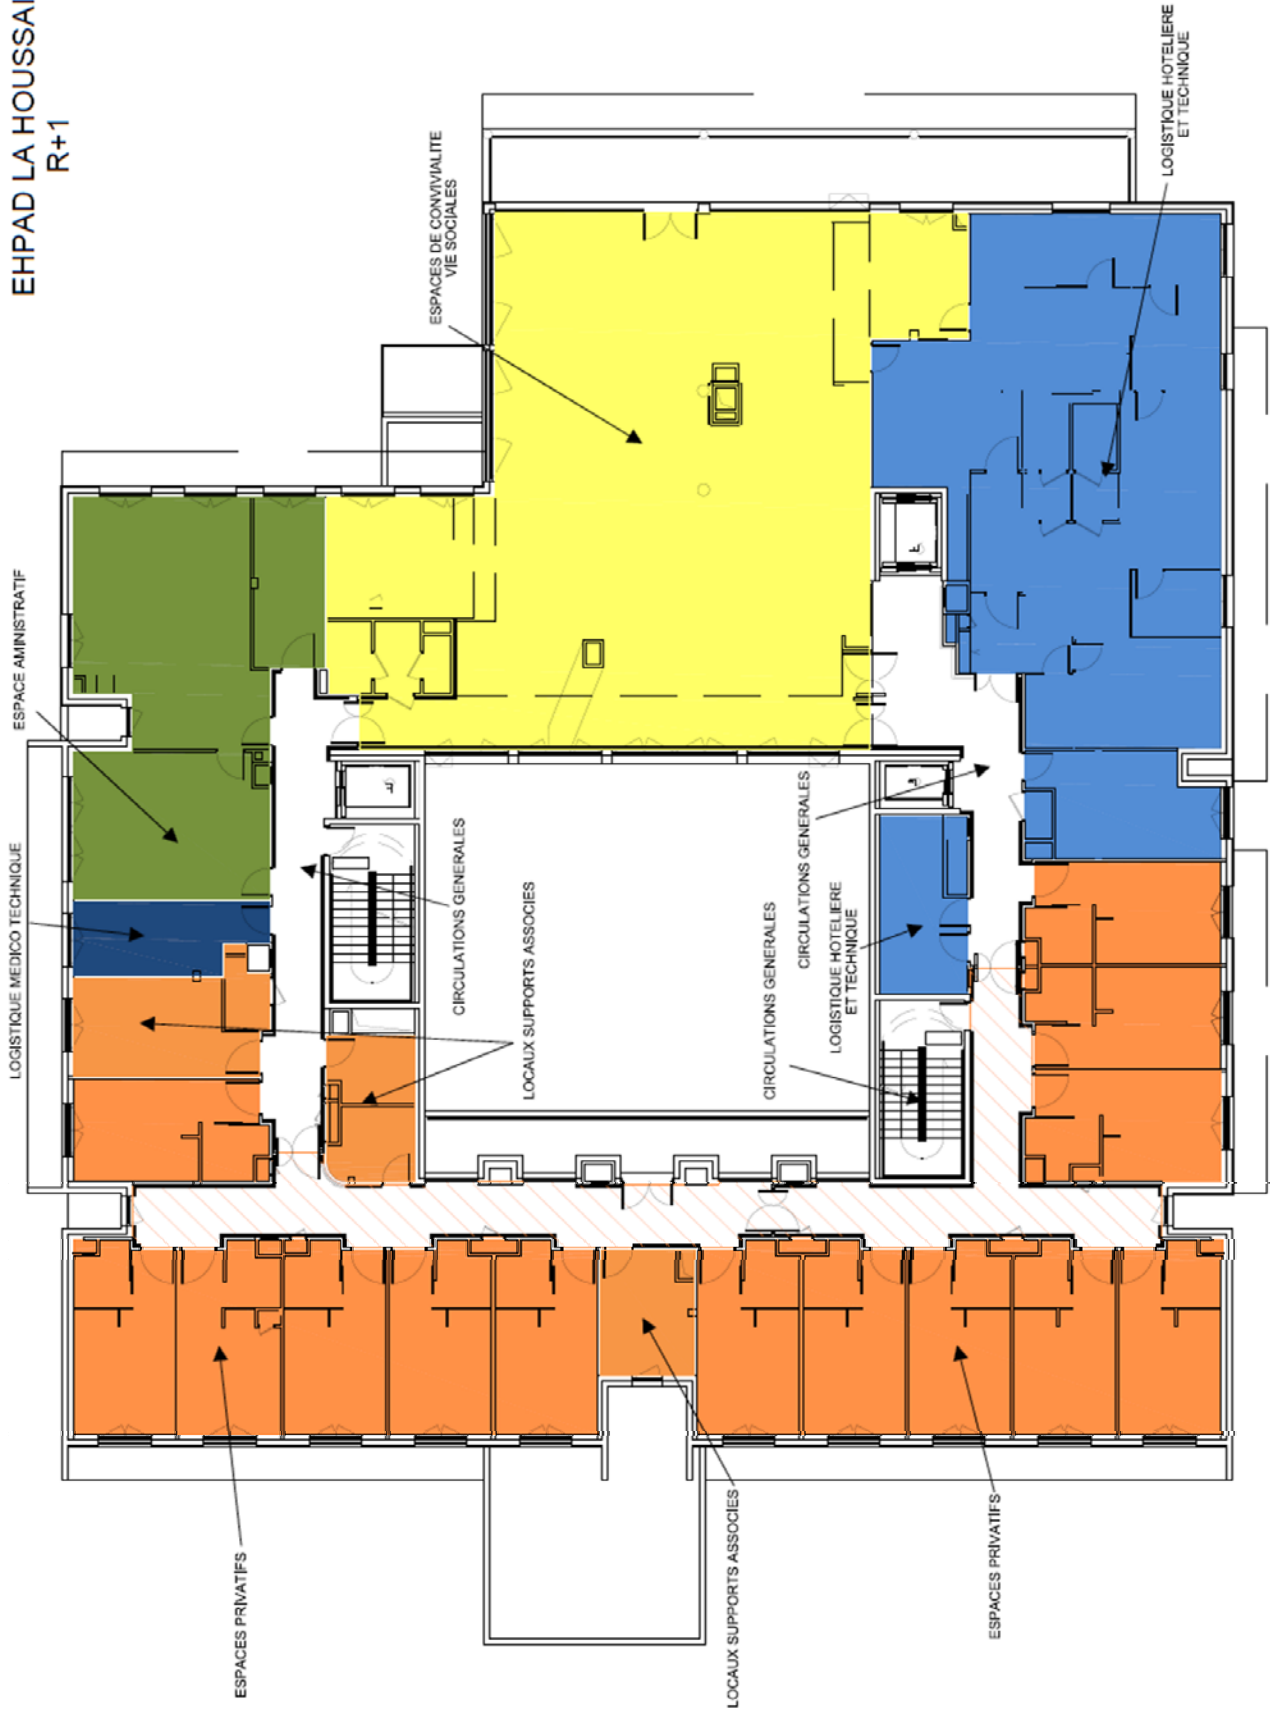 EHPAD LA HOUSSAI
R+1
LOGISTIQUE HOTELIERE
ET TECHNIQUE
ESPACES DE CONVIVIALITE
VIE SOCIALES
ESPACE AMINISTRATIF
LOGISTIQUE MEDICO TECHNIQUE
CIRCULATIONS GENERALES
LOCAUX SUPPORTS ASSOCIES
CIRCULATIONS GENERALES
LOGISTIQUE HOTELIERE
ET TECHNIQUE
CIRCULATIONS GENERALES
ESPACES PRIVATIFS
LOCAUX SUPPORTS ASSOCIES
ESPACES PRIVATIFS